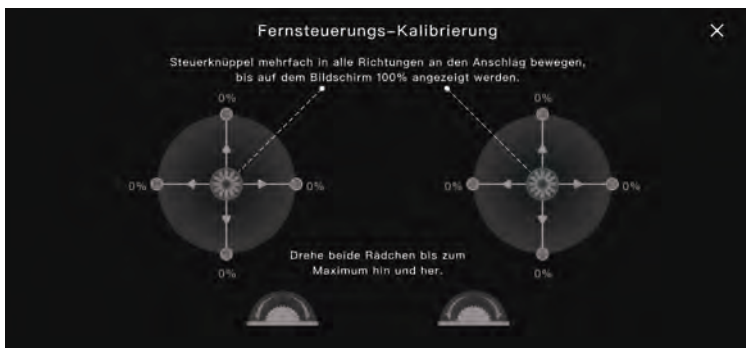 Fernsteuerungs-Kalibrierung
Steuerknüppel mehrfach in alle Richtungen an den Anschlag bewegen,
bis auf dem Bildschirm 100% angezeigt werden.
0%
0%
0%
0%
0%
0%
0%
0%
Drehe beide Rädchen bis zum
Maximum hin und her.